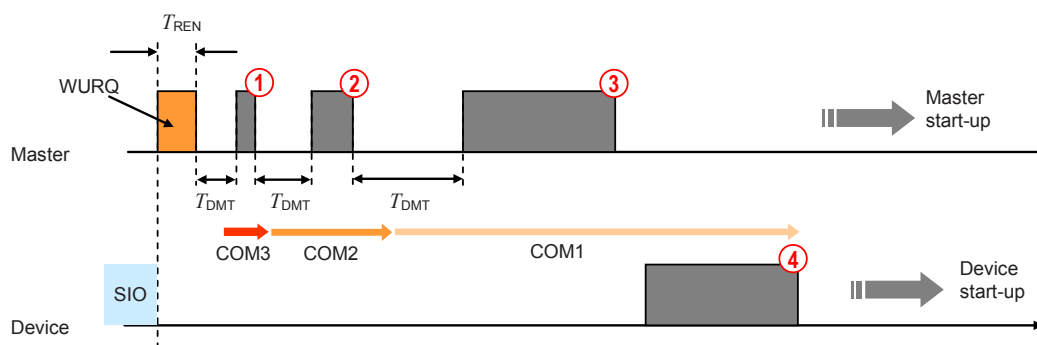 TREN
WURQ
1
2
3
Master
start-up
Master
TDMT
TDMT
TDMT
COM3
COM2
COM1
4
SIO
Device
start-up
Device